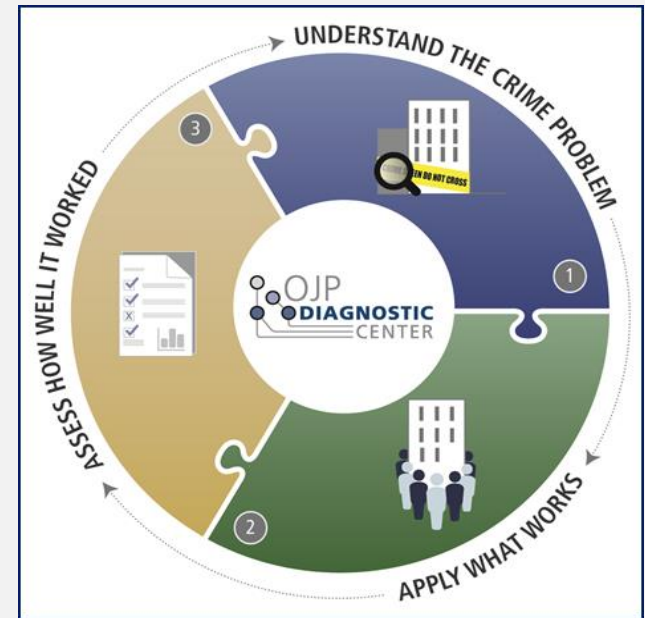 UNDERSTAND THE CRIME PROBLEM
DO NOT CROSS
1
APPLY WHAT WORKS
2
ASSESS HOW WELL IT WORKED
3
OJP
DIAGNOSTIC
CENTER